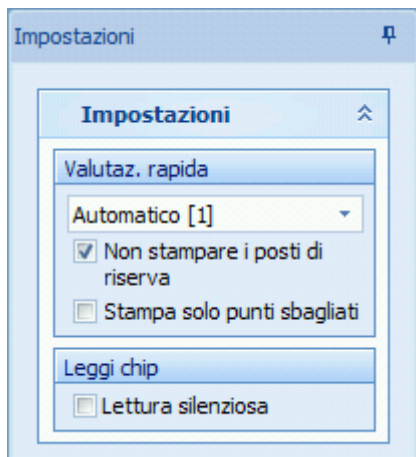 Impostazioni
Impostazioni
Valutaz. rapida
Automatico [1]
Non stampare i posti di
riserva
Stampa solo punti sbagliati
Leggi chip
Lettura silenziosa